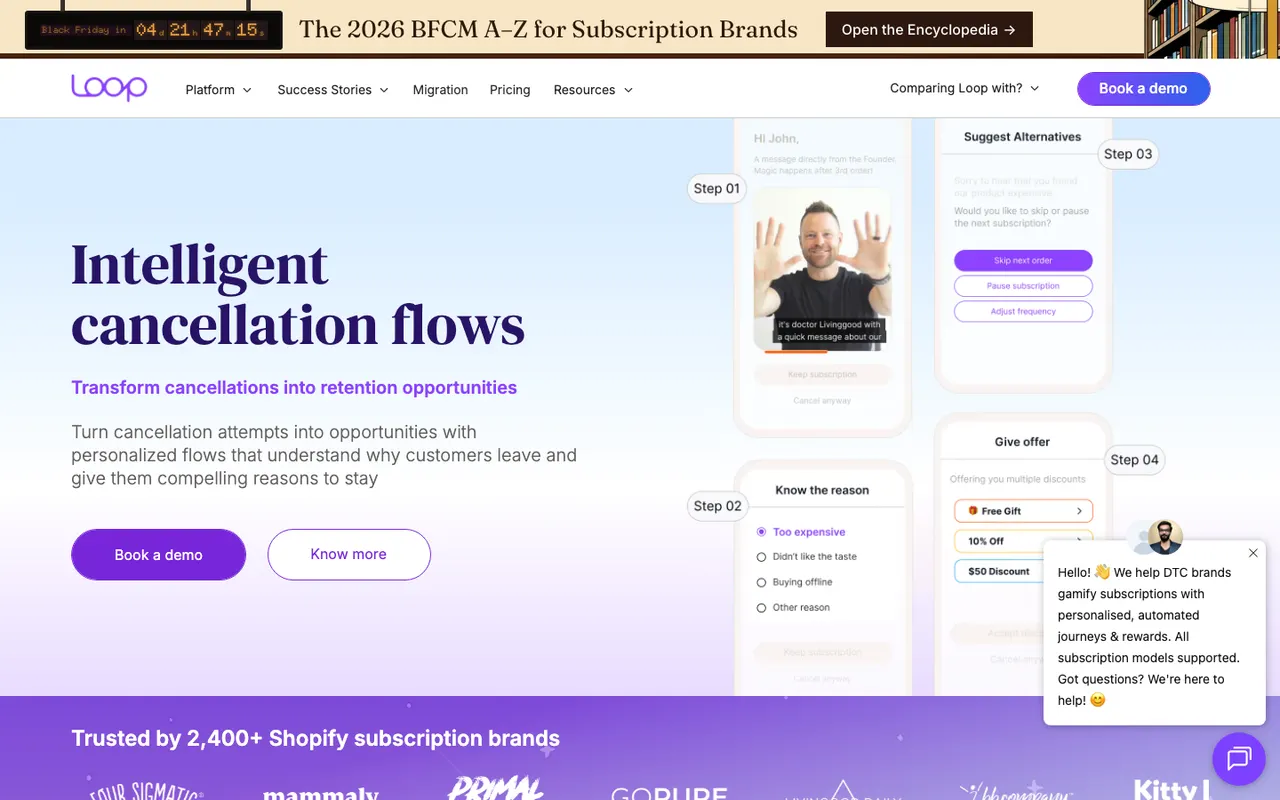 Black Friday in 04d 21h 47m 15s
The 2026 BFCM A–Z for Subscription Brands
Open the Encyclopedia →
Loop
Platform
Success Stories
Migration
Pricing
Resources
Comparing Loop with?
Book a demo
Intelligent
cancellation flows
Transform cancellations into retention opportunities
Turn cancellation attempts into opportunities with
personalized flows that understand why customers leave and
give them compelling reasons to stay
Book a demo
Know more
Step 01
Hi John,
A message directly from the Founder.
Magic happens after 3rd order!
it's doctor Livinggood with
a quick message about our
Keep subscription
Cancel anyway
Step 02
Know the reason
Too expensive
Didn't like the taste
Buying offline
Other reason
Keep subscription
Cancel anyway
Step 03
Suggest Alternatives
Sorry to hear that you found
our product expensive
Would you like to skip or pause
the next subscription?
Skip next order
Pause subscription
Adjust frequency
Step 04
Give offer
Offering you multiple discounts
🎁 Free Gift
10% Off
$50 Discount
Hello! 👋 We help DTC brands
gamify subscriptions with
personalised, automated
journeys & rewards. All
subscription models supported.
Got questions? We're here to
help! 😊
Trusted by 2,400+ Shopify subscription brands
FOUR SIGMATIC
mammaly
PRIMAL
GOPURE